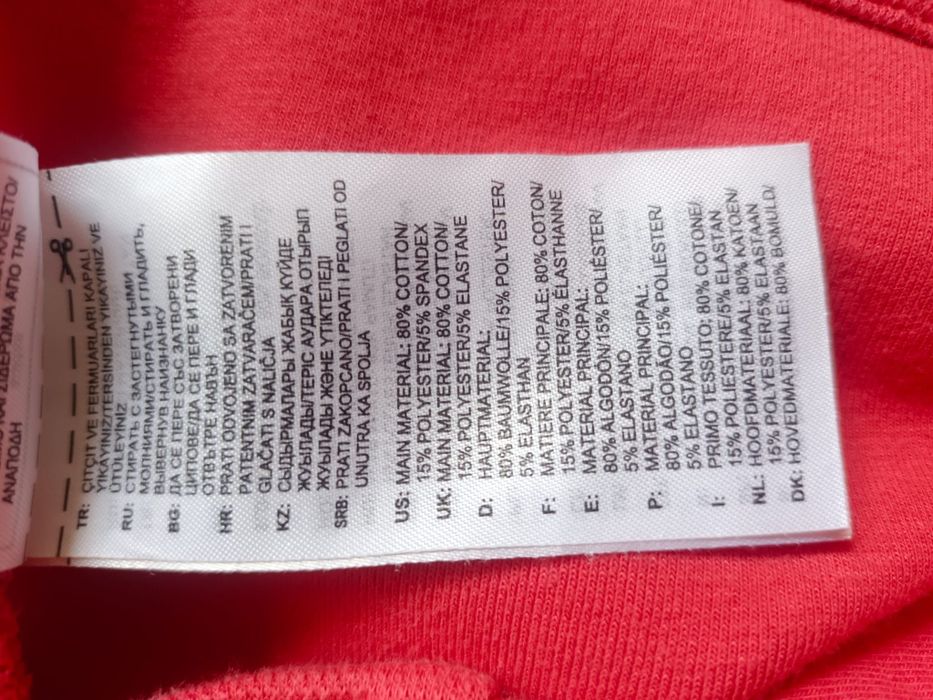 ΑΝΑΠΟΔΗ
TR: ÇITÇIT VE FERMUARLARI KAPALI
YIKAYINIZ/TERSİNDEN YIKAYINIZ VE
ÜTÜLEYİNİZ
RU: СТИРАТЬ С ЗАСТЕГНУТЫМИ
МОЛНИЯМИ/СТИРАТЬ И ГЛАДИТЬ,
ВЫВЕРНУВ НАИЗНАНКУ
BG: ДА СЕ ПЕРЕ СЪС ЗАТВОРЕНИ
ЦИПОВЕ/ДА СЕ ПЕРЕ И ГЛАДИ
ОТВЪТРЕ НАВЪН
HR: PRATI ODVOJENO SA ZATVORENIM
PATENTNIM ZATVARAČEM/PRATI I
GLAČATI S NALIČJA
KZ: СЫДЫРМАЛАРЫ ЖАБЫҚ КҮЙДЕ
ЖУЫЛАДЫ/ТЕРІС АУДАРА ОТЫРЫП
ЖУЫЛАДЫ ЖӘНЕ ҮТІКТЕЛЕДІ
SRB: PRATI ZAKOPČANO/PRATI I PEGLATI OD
UNUTRA KA SPOLJA
US: MAIN MATERIAL: 80% COTTON/
15% POLYESTER/5% SPANDEX
UK: MAIN MATERIAL: 80% COTTON/
15% POLYESTER/5% ELASTANE
D: HAUPTMATERIAL:
80% BAUMWOLLE/15% POLYESTER/
5% ELASTHAN
F: MATIERE PRINCIPALE: 80% COTON/
15% POLYESTER/5% ÉLASTHANNE
E: MATERIAL PRINCIPAL:
80% ALGODÓN/15% POLIÉSTER/
5% ELASTANO
P: MATERIAL PRINCIPAL:
80% ALGODÃO/15% POLIÉSTER/
5% ELASTANO
I: PRIMO TESSUTO: 80% COTONE/
15% POLIESTERE/5% ELASTAN
NL: HOOFDMATERIAAL: 80% KATOEN/
15% POLYESTER/5% ELASTAAN
DK: HOVEDMATERIALE: 80% BOMULD/